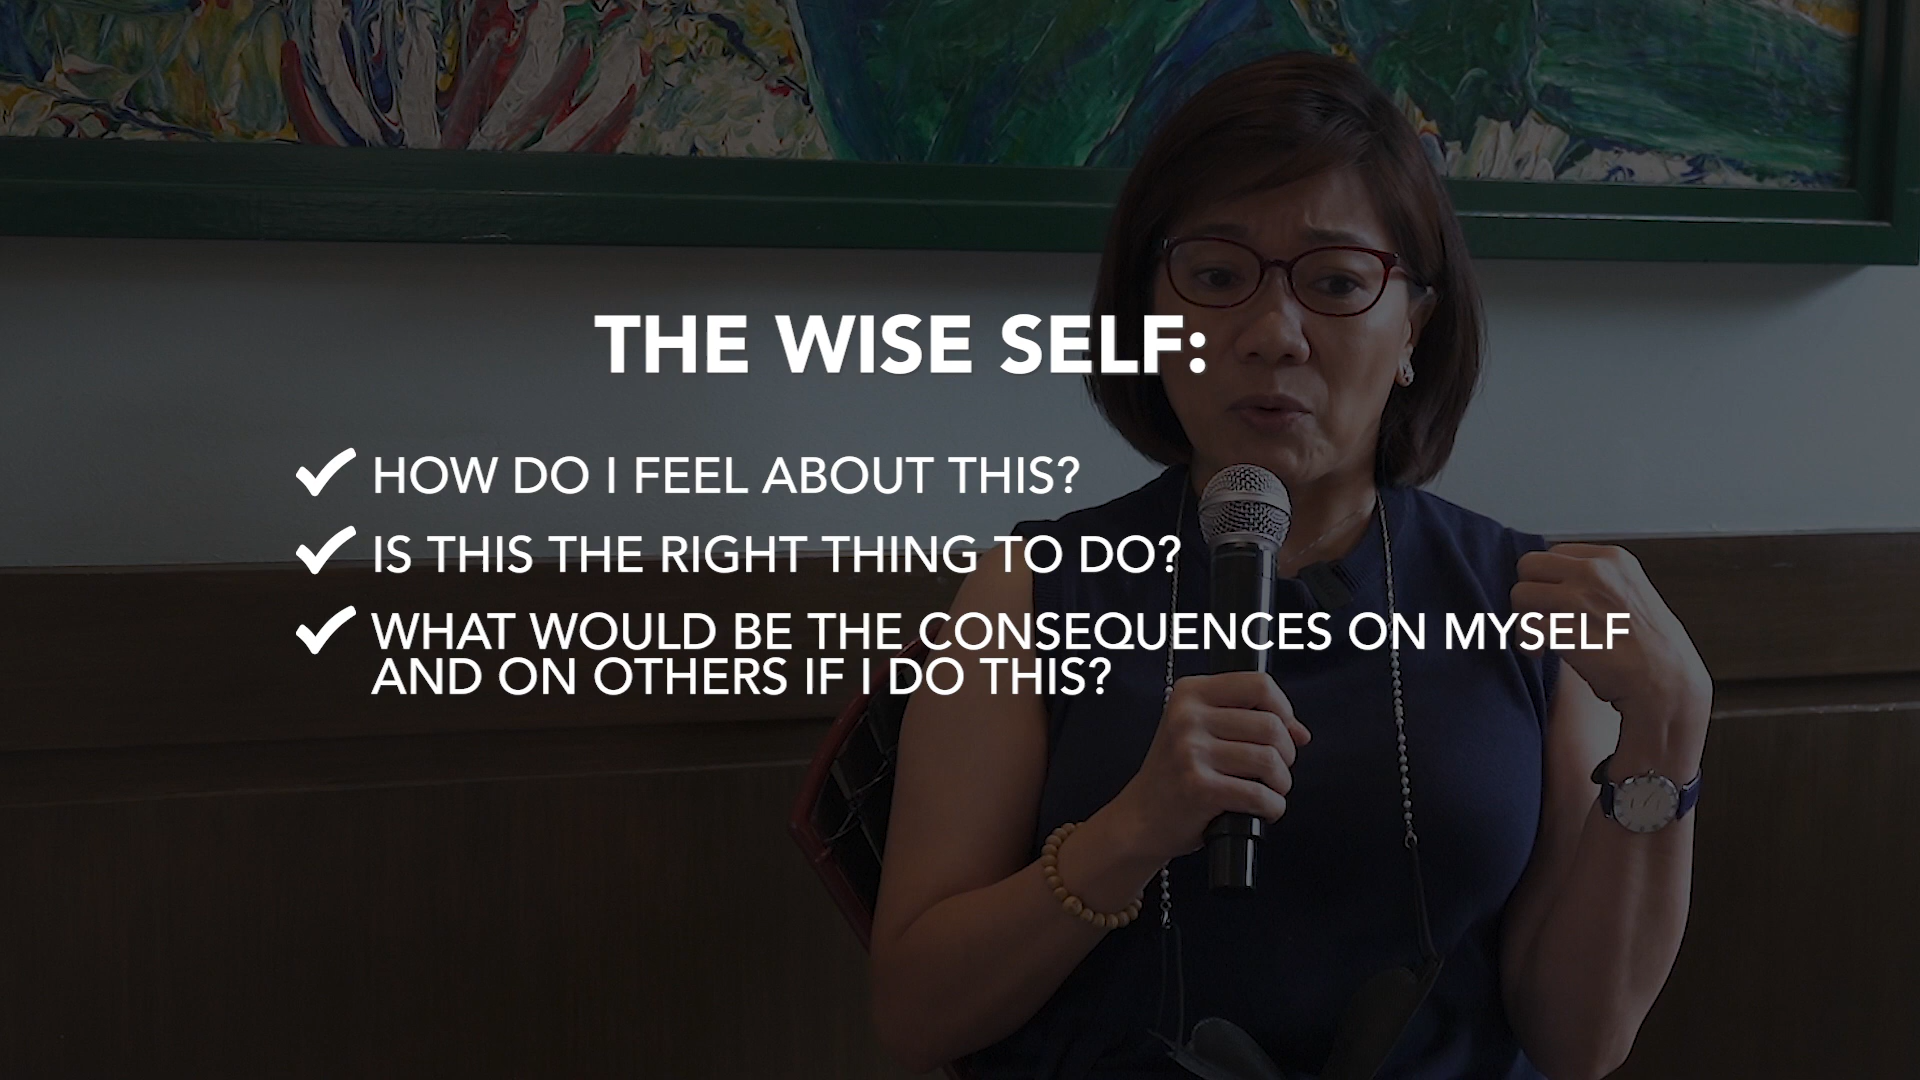 THE WISE SELF:
HOW DO I FEEL ABOUT THIS?
IS THIS THE RIGHT THING TO DO?
WHAT WOULD BE THE CONSEQUENCES ON MYSELF
AND ON OTHERS IF I DO THIS?